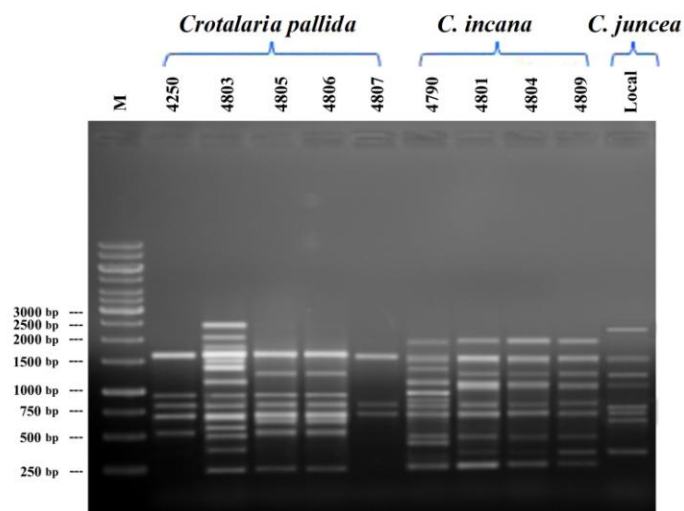 Crotalaria pallida C. incana C. juncea
M 4250 4803 4805 4806 4807 4790 4801 4804 4809 Local
3000 bp ---
2500 bp ---
2000 bp ---
1500 bp ---
1000 bp ---
750 bp ---
500 bp ---
250 bp ---